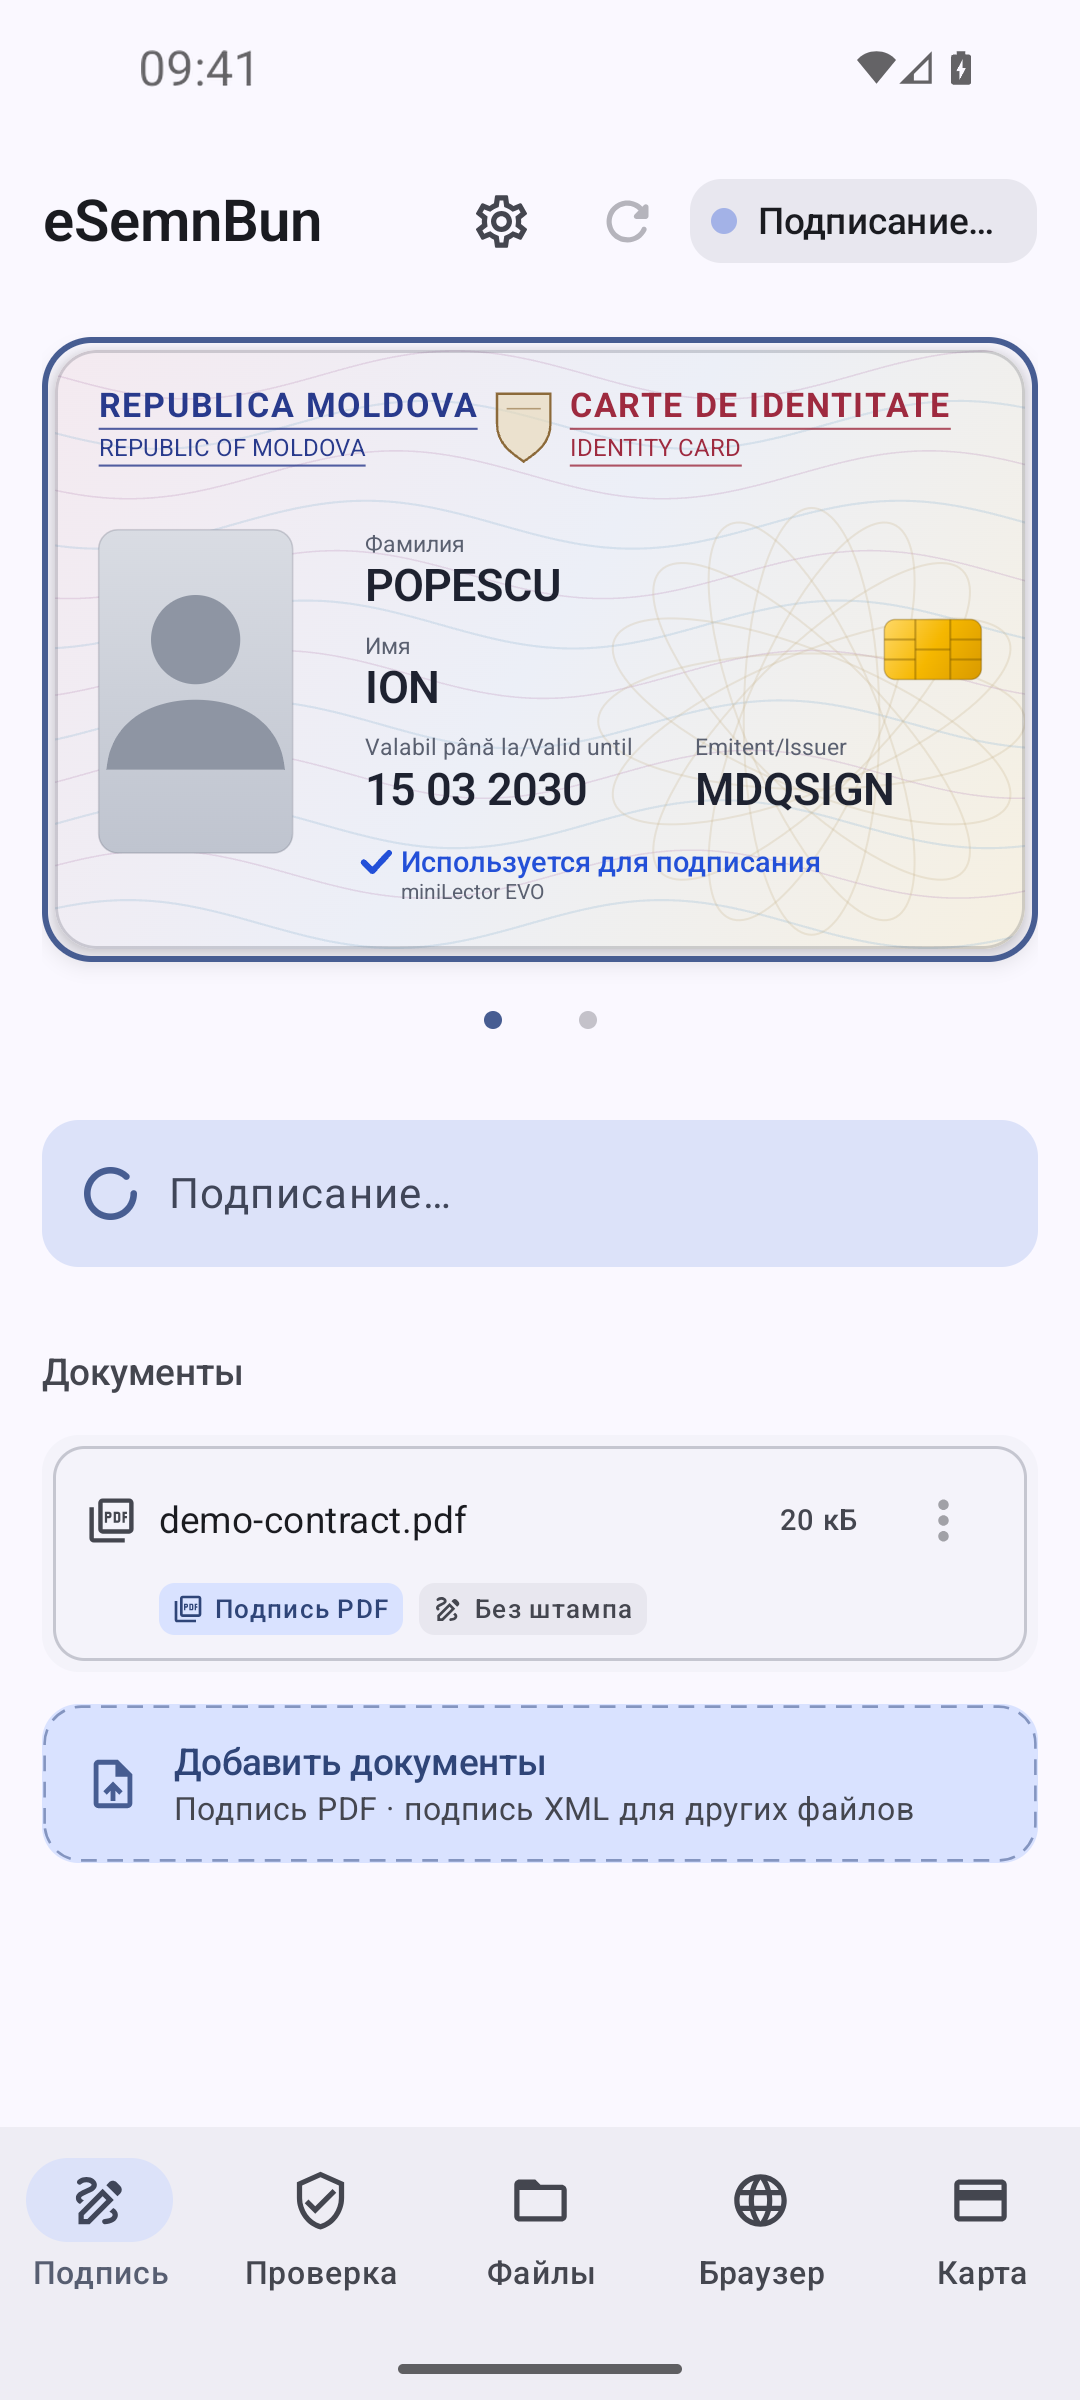 09:41
eSemnBun
Подписание…
REPUBLICA MOLDOVA
REPUBLIC OF MOLDOVA
CARTE DE IDENTITATE
IDENTITY CARD
Фамилия
POPESCU
Имя
ION
Valabil până la/Valid until
15 03 2030
Emitent/Issuer
MDQSIGN
Используется для подписания
miniLector EVO
Подписание…
Документы
PDF
demo-contract.pdf
20 кБ
PDF
Подпись PDF
Без штампа
Добавить документы
Подпись PDF · подпись XML для других файлов
Подпись
Проверка
Файлы
Браузер
Карта